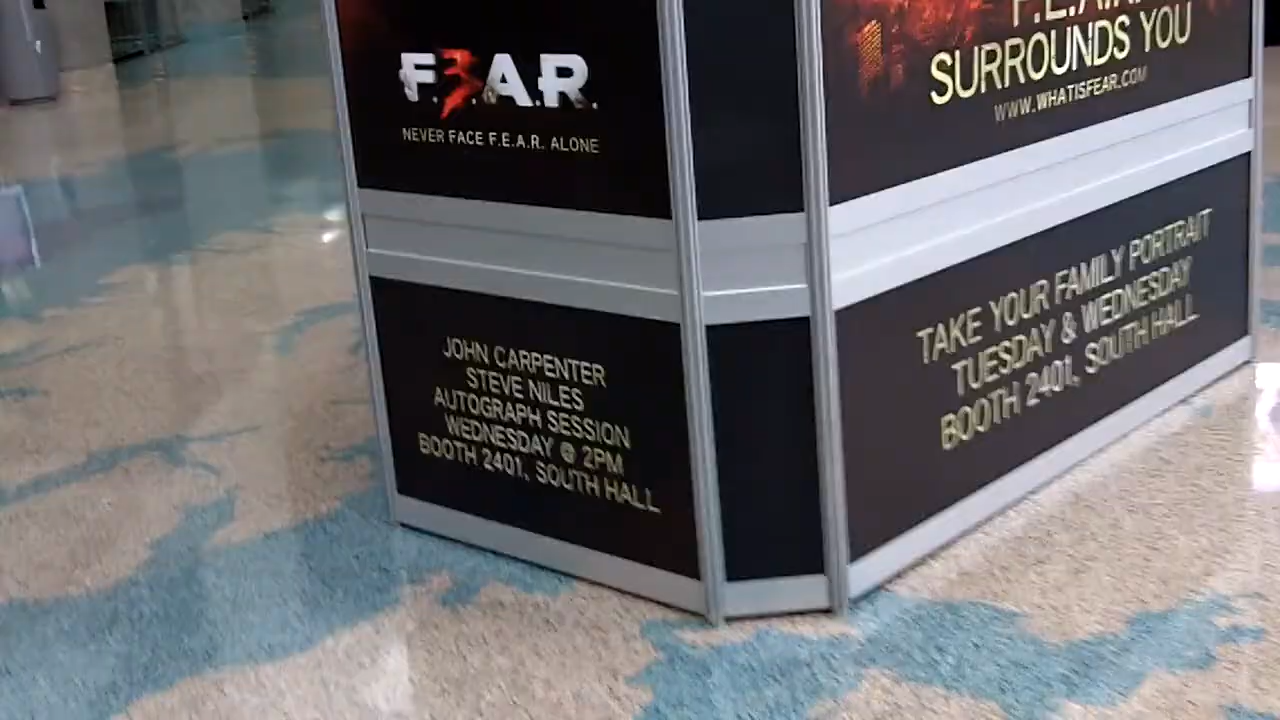 F.3.A.R.
NEVER FACE F.E.A.R. ALONE
JOHN CARPENTER
STEVE NILES
AUTOGRAPH SESSION
WEDNESDAY @ 2PM
BOOTH 2401, SOUTH HALL
F.E.A.R.
SURROUNDS YOU
WWW.WHATISFEAR.COM
TAKE YOUR FAMILY PORTRAIT
TUESDAY & WEDNESDAY
BOOTH 2401, SOUTH HALL